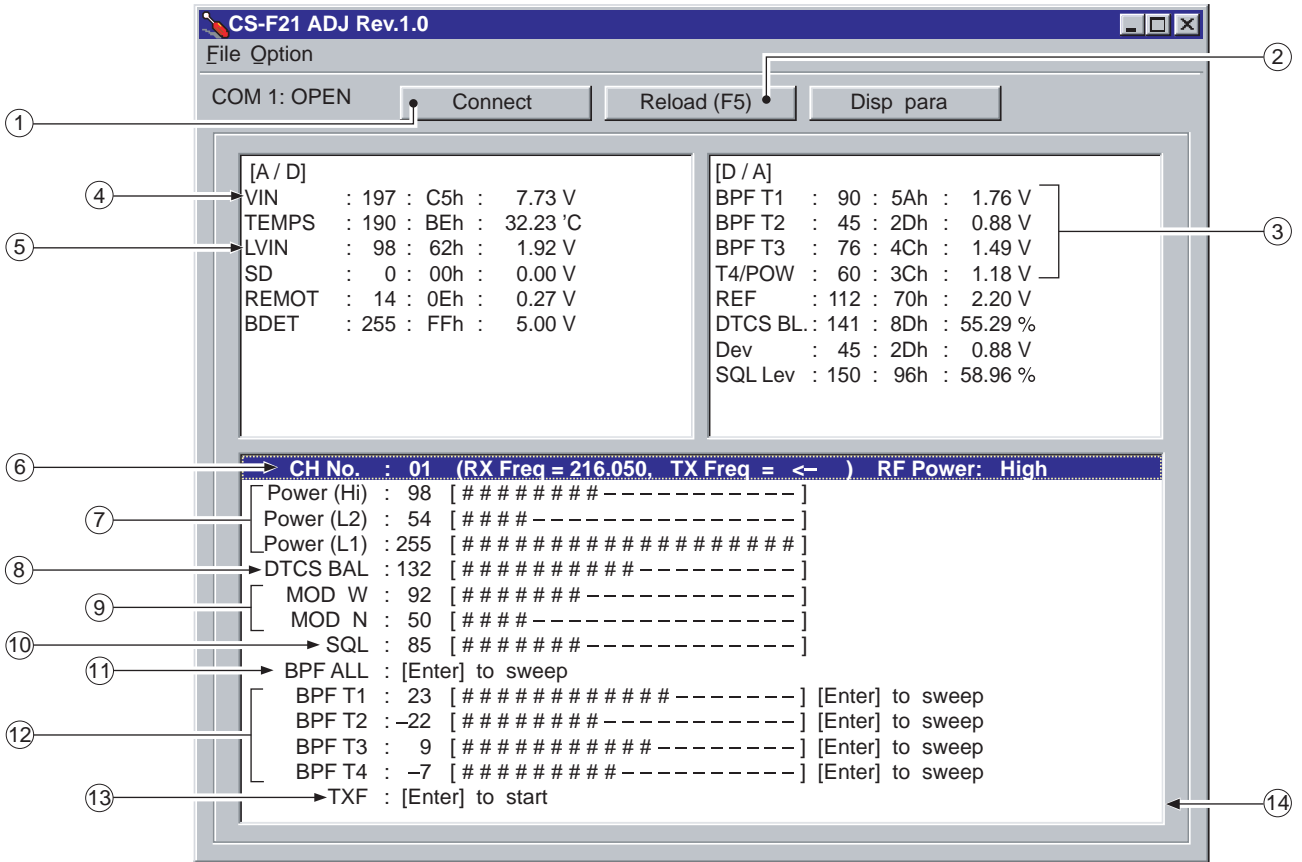 CS-F21 ADJ Rev.1.0
File Option
COM 1: OPEN Connect Reload (F5) Disp para
① ② ③ ④ ⑤ ⑥ ⑦ ⑧ ⑨ ⑩ ⑪ ⑫ ⑬ ⑭
[A / D]
VIN : 197 : C5h : 7.73 V
TEMPS : 190 : BEh : 32.23 ’C
LVIN : 98 : 62h : 1.92 V
SD : 0 : 00h : 0.00 V
REMOT : 14 : 0Eh : 0.27 V
BDET : 255 : FFh : 5.00 V
[D / A]
BPF T1 : 90 : 5Ah : 1.76 V
BPF T2 : 45 : 2Dh : 0.88 V
BPF T3 : 76 : 4Ch : 1.49 V
T4/POW : 60 : 3Ch : 1.18 V
REF : 112 : 70h : 2.20 V
DTCS BL. : 141 : 8Dh : 55.29 %
Dev : 45 : 2Dh : 0.88 V
SQL Lev : 150 : 96h : 58.96 %
CH No. : 01 (RX Freq = 216.050, TX Freq = <– ) RF Power: High
Power (Hi) : 98 [ # # # # # # # # – – – – – – – – – – – ]
Power (L2) : 54 [ # # # # – – – – – – – – – – – – – – – ]
Power (L1) : 255 [ # # # # # # # # # # # # # # # # # # # ]
DTCS BAL : 132 [ # # # # # # # # # # – – – – – – – – – ]
MOD W : 92 [ # # # # # # # – – – – – – – – – – – – ]
MOD N : 50 [ # # # # – – – – – – – – – – – – – – – ]
SQL : 85 [ # # # # # # # – – – – – – – – – – – – ]
BPF ALL : [Enter] to sweep
BPF T1 : 23 [ # # # # # # # # # # # # – – – – – – – ] [Enter] to sweep
BPF T2 : –22 [ # # # # # # # # – – – – – – – – – – – ] [Enter] to sweep
BPF T3 : 9 [ # # # # # # # # # # # – – – – – – – – ] [Enter] to sweep
BPF T4 : –7 [ # # # # # # # # # – – – – – – – – – – ] [Enter] to sweep
TXF : [Enter] to start